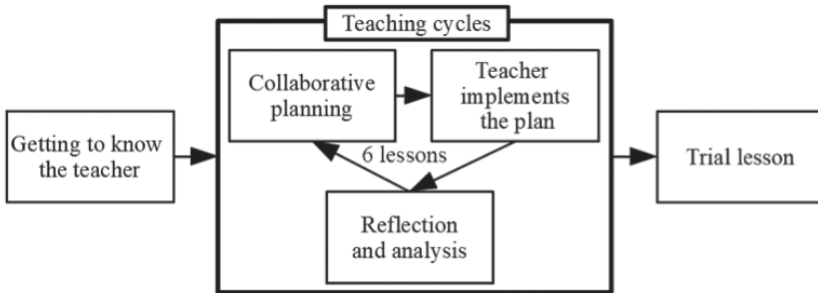 Teaching cycles
Collaborative
planning
Teacher
implements
the plan
Getting to know
the teacher
6 lessons
Trial lesson
Reflection
and analysis